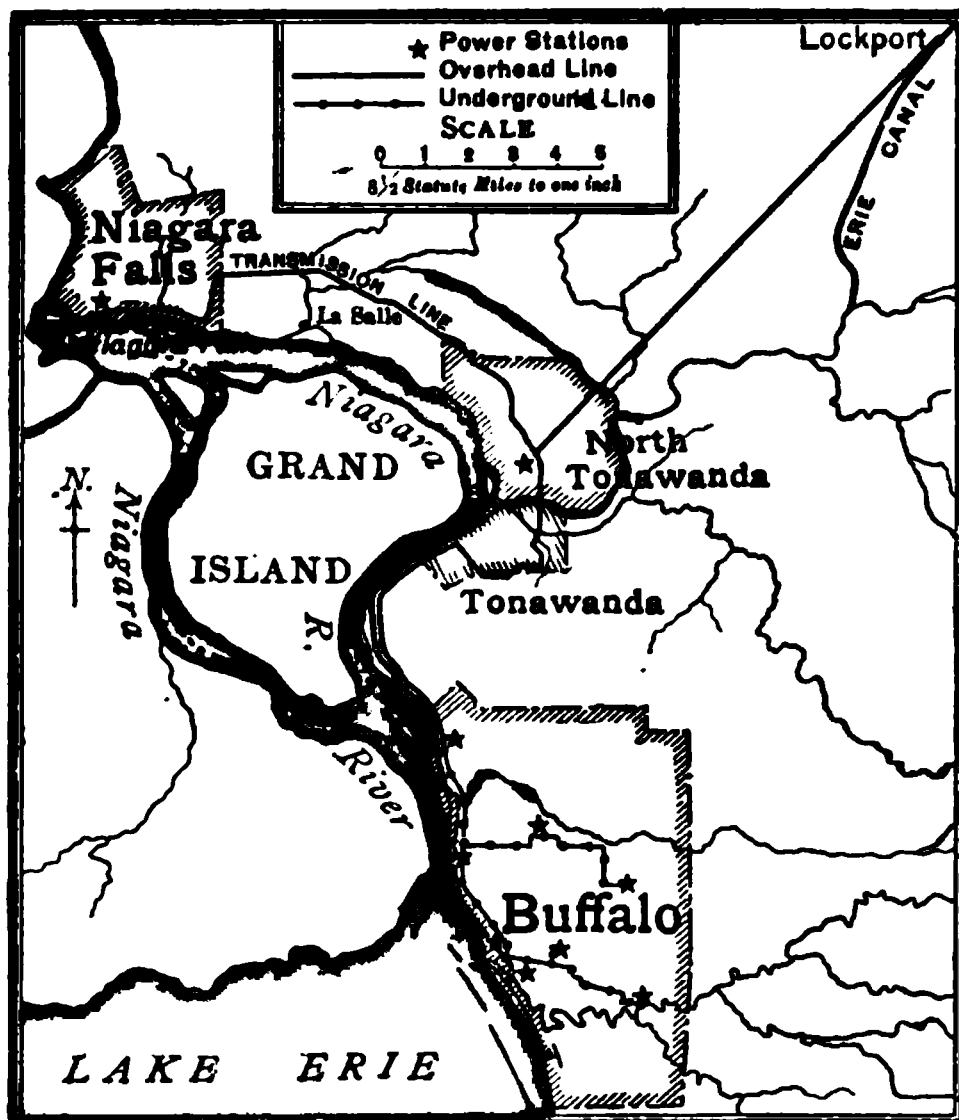 Power Stations
Overhead Line
Underground Line
SCALE
0 1 2 3 4 5
8½ Statute Miles to one inch
Lockport
ERIE CANAL
Niagara
Falls
TRANSMISSION LINE
La Salle
Niagara
North
Tonawanda
GRAND
ISLAND
N.
Niagara
R.
Tonawanda
River
Buffalo
LAKE ERIE